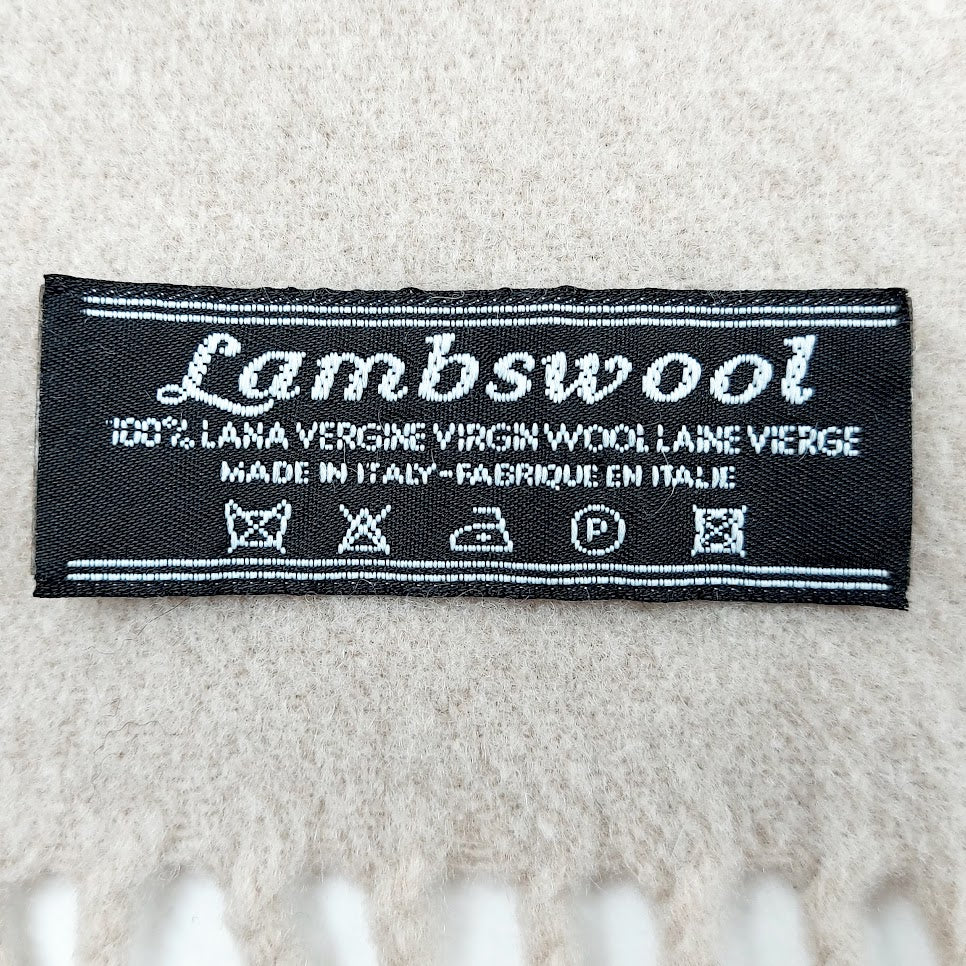 Lambswool
100% LANA VERGINE VIRGIN WOOL LAINE VIERGE
MADE IN ITALY-FABRIQUE EN ITALIE
P